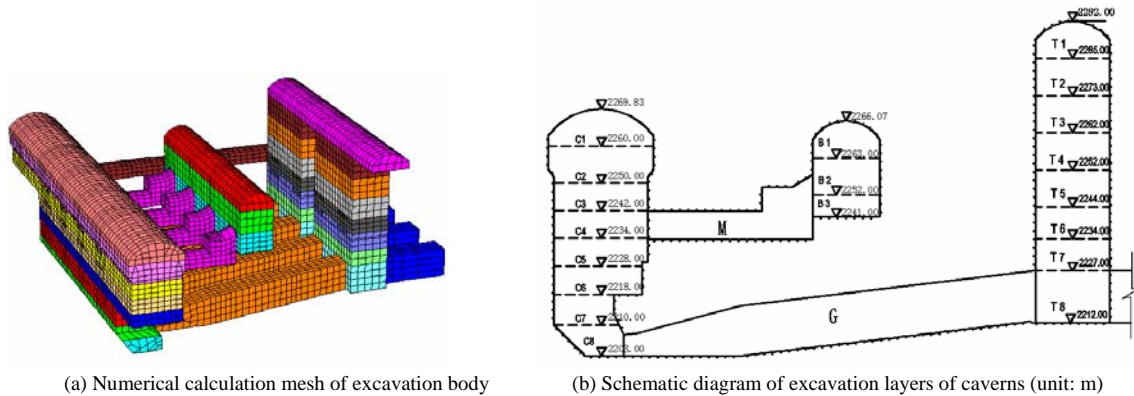 2292.00
T1
2285.00
T2
2273.00
T3
2262.00
T4
2252.00
T5
2244.00
T6
2234.00
T7
2227.00
T8
2212.00
2269.83
C1
2260.00
C2
2250.00
C3
2242.00
C4
2234.00
C5
2228.00
C6
2218.00
C7
2210.00
C8
2203.00
2266.07
B1
2263.00
B2
2252.00
B3
2241.00
M
G
(a) Numerical calculation mesh of excavation body
(b) Schematic diagram of excavation layers of caverns (unit: m)